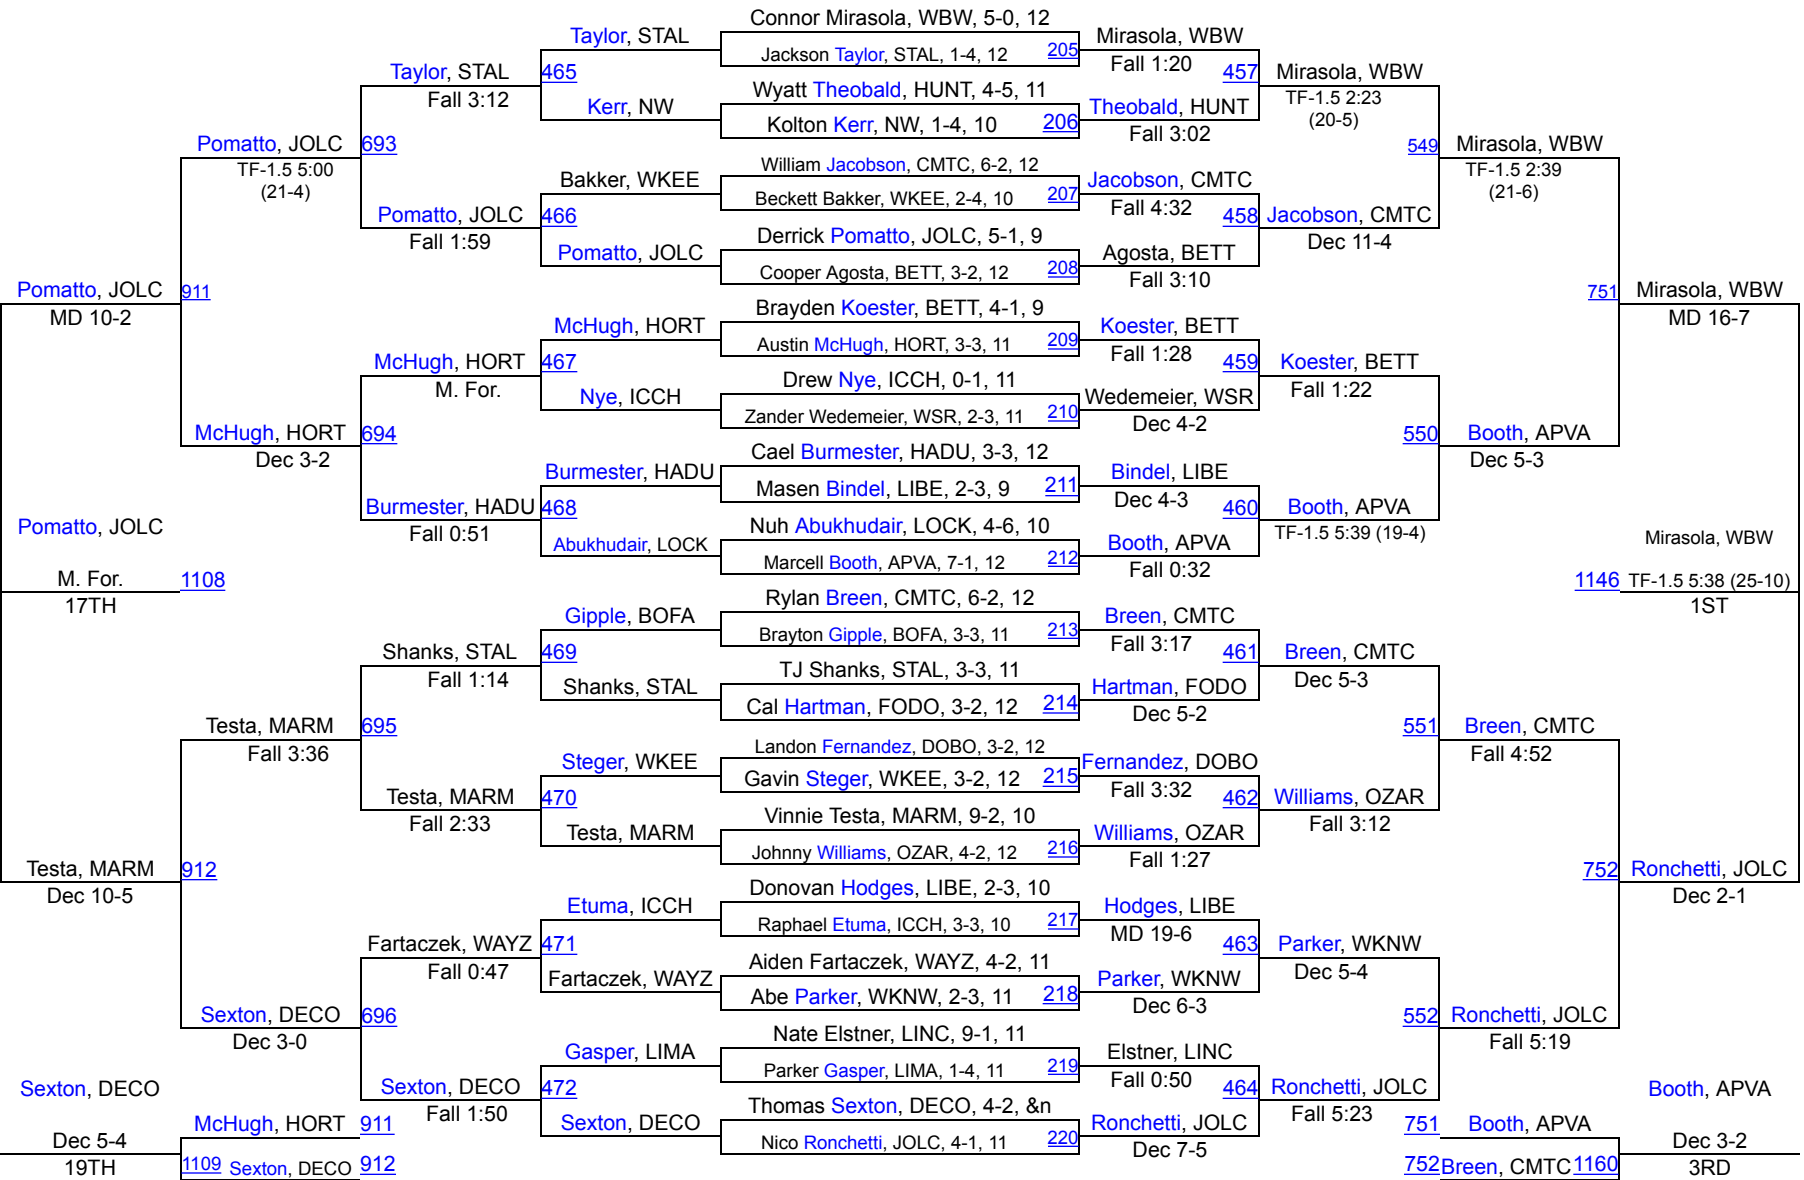 Connor Mirasola, WBW, 5-0, 12
Taylor, STAL
Mirasola, WBW
Jackson Taylor, STAL, 1-4, 12 205
Fall 1:20
Taylor, STAL 465
457 Mirasola, WBW
Fall 3:12
Wyatt Theobald, HUNT, 4-5, 11
TF-1.5 2:23
(20-5)
Kerr, NW
Theobald, HUNT
Kolton Kerr, NW, 1-4, 10 206
Fall 3:02
Pomatto, JOLC 693
549 Mirasola, WBW
TF-1.5 5:00
(21-4)
William Jacobson, CMTC, 6-2, 12
TF-1.5 2:39
(21-6)
Bakker, WKEE
Jacobson, CMTC
Beckett Bakker, WKEE, 2-4, 10 207
Fall 4:32
Pomatto, JOLC 466
458 Jacobson, CMTC
Fall 1:59
Derrick Pomatto, JOLC, 5-1, 9
Dec 11-4
Pomatto, JOLC
Agosta, BETT
Cooper Agosta, BETT, 3-2, 12 208
Fall 3:10
Pomatto, JOLC 911
751 Mirasola, WBW
MD 10-2
Brayden Koester, BETT, 4-1, 9
MD 16-7
McHugh, HORT
Koester, BETT
Austin McHugh, HORT, 3-3, 11 209
Fall 1:28
McHugh, HORT 467
459 Koester, BETT
M. For.
Drew Nye, ICCH, 0-1, 11
Fall 1:22
Nye, ICCH
Wedemeier, WSR
Zander Wedemeier, WSR, 2-3, 11 210
Dec 4-2
McHugh, HORT 694
550 Booth, APVA
Dec 3-2
Cael Burmester, HADU, 3-3, 12
Dec 5-3
Burmester, HADU
Bindel, LIBE
Masen Bindel, LIBE, 2-3, 9 211
Dec 4-3
Burmester, HADU 468
460 Booth, APVA
Fall 0:51
Pomatto, JOLC
Nuh Abukhudair, LOCK, 4-6, 10
TF-1.5 5:39 (19-4)
Mirasola, WBW
Abukhudair, LOCK
Booth, APVA
Marcell Booth, APVA, 7-1, 12 212
Fall 0:32
M. For. 1108
1146 TF-1.5 5:38 (25-10)
17TH
Rylan Breen, CMTC, 6-2, 12
1ST
Gipple, BOFA
Breen, CMTC
Brayton Gipple, BOFA, 3-3, 11 213
Fall 3:17
Shanks, STAL 469
461 Breen, CMTC
Fall 1:14
TJ Shanks, STAL, 3-3, 11
Dec 5-3
Shanks, STAL
Hartman, FODO
Cal Hartman, FODO, 3-2, 12 214
Dec 5-2
Testa, MARM 695
551 Breen, CMTC
Fall 3:36
Landon Fernandez, DOBO, 3-2, 12
Fall 4:52
Steger, WKEE
Fernandez, DOBO
Gavin Steger, WKEE, 3-2, 12 215
Fall 3:32
Testa, MARM 470
462 Williams, OZAR
Fall 2:33
Vinnie Testa, MARM, 9-2, 10
Fall 3:12
Testa, MARM
Williams, OZAR
Johnny Williams, OZAR, 4-2, 12 216
Fall 1:27
Testa, MARM 912
752 Ronchetti, JOLC
Dec 10-5
Donovan Hodges, LIBE, 2-3, 10
Dec 2-1
Etuma, ICCH
Hodges, LIBE
Raphael Etuma, ICCH, 3-3, 10 217
MD 19-6
Fartaczek, WAYZ 471
463 Parker, WKNW
Fall 0:47
Aiden Fartaczek, WAYZ, 4-2, 11
Dec 5-4
Fartaczek, WAYZ
Parker, WKNW
Abe Parker, WKNW, 2-3, 11 218
Dec 6-3
Sexton, DECO 696
552 Ronchetti, JOLC
Dec 3-0
Nate Elstner, LINC, 9-1, 11
Fall 5:19
Gasper, LIMA
Elstner, LINC
Parker Gasper, LIMA, 1-4, 11 219
Fall 0:50
Sexton, DECO
Sexton, DECO 472
464 Ronchetti, JOLC
Booth, APVA
Fall 1:50
Thomas Sexton, DECO, 4-2, &n
Fall 5:23
McHugh, HORT 911
Sexton, DECO
Ronchetti, JOLC
751 Booth, APVA
Dec 5-4
Nico Ronchetti, JOLC, 4-1, 11 220
Dec 7-5
Dec 3-2
19TH
1109 Sexton, DECO 912
752 Breen, CMTC 1160
3RD